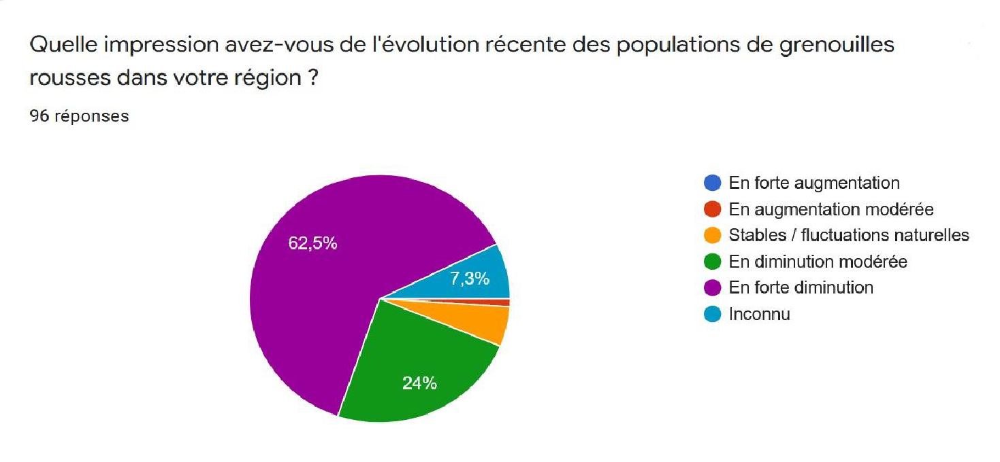 Quelle impression avez-vous de l'évolution récente des populations de grenouilles
rousses dans votre région ?
96 réponses
62,5%
7,3%
24%
En forte augmentation
En augmentation modérée
Stables / fluctuations naturelles
En diminution modérée
En forte diminution
Inconnu